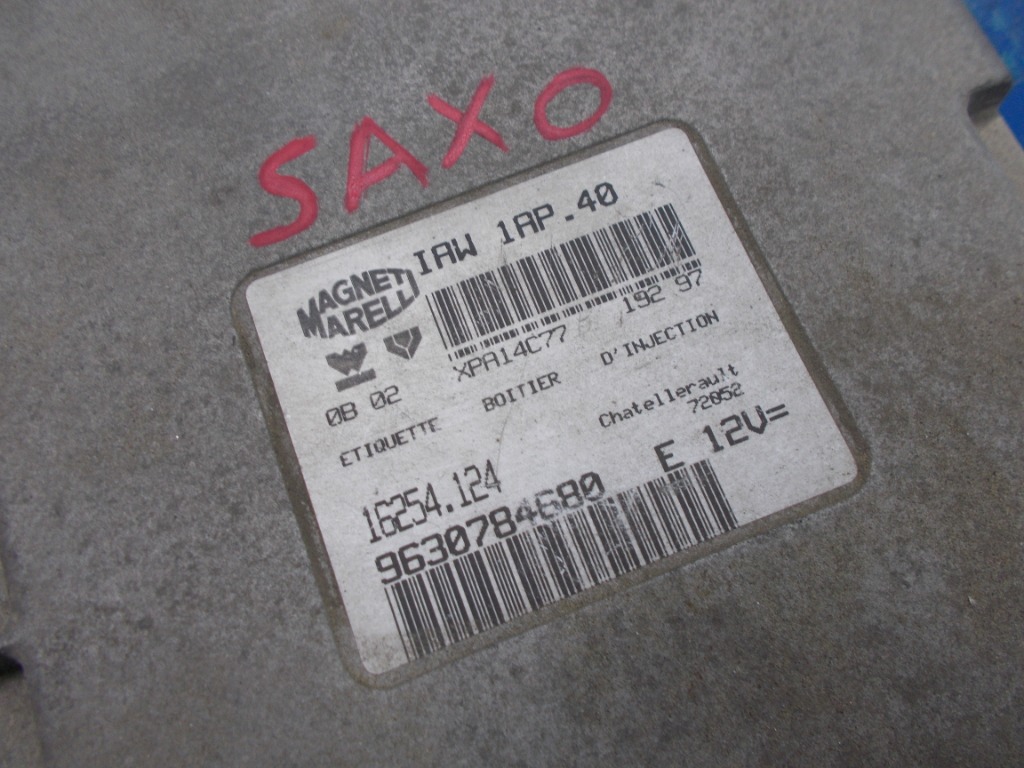 SAXO
MAGNETI
MARELLI
IAW 1AP.40
XPA14C77 192 97
0B 02
ETIQUETTE BOITIER D'INJECTION
Chatellerault
72052
16254.124
E 12V=
9630784680